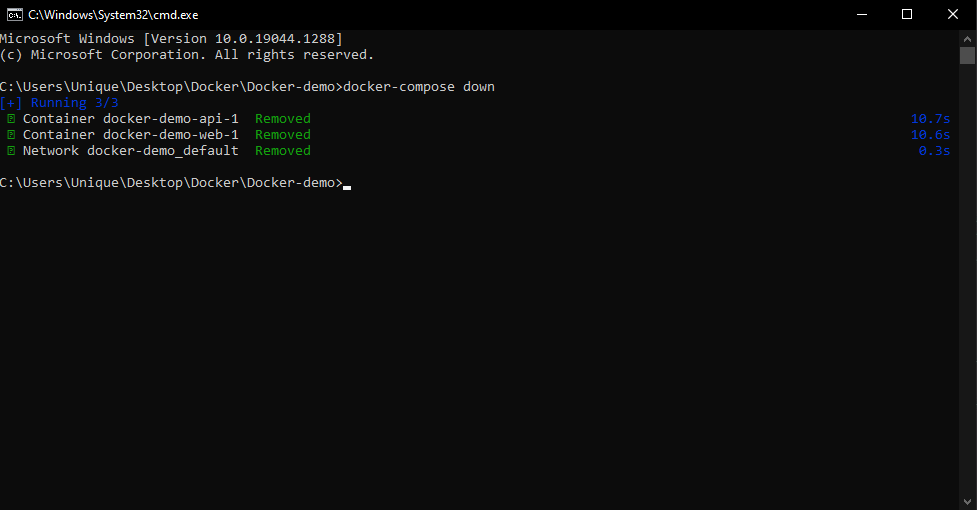 C:\Windows\System32\cmd.exe
Microsoft Windows [Version 10.0.19044.1288]
(c) Microsoft Corporation. All rights reserved.
C:\Users\Unique\Desktop\Docker\Docker-demo>docker-compose down
[+] Running 3/3
Container docker-demo-api-1 Removed 10.7s
Container docker-demo-web-1 Removed 10.6s
Network docker-demo_default Removed 0.3s
C:\Users\Unique\Desktop\Docker\Docker-demo>